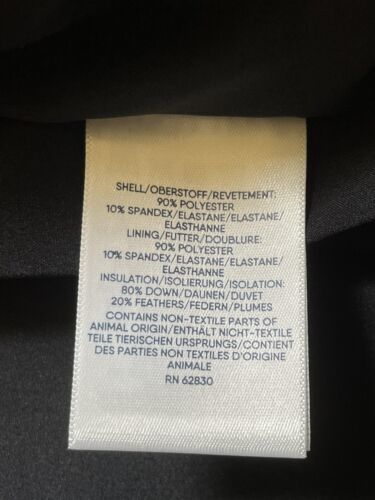 SHELL/OBERSTOFF/REVETEMENT:
90% POLYESTER
10% SPANDEX/ELASTANE/ELASTANE/
ELASTHANNE
LINING/FUTTER/DOUBLURE:
90% POLYESTER
10% SPANDEX/ELASTANE/ELASTANE/
ELASTHANNE
INSULATION/ISOLIERUNG/ISOLATION:
80% DOWN/DAUNEN/DUVET
20% FEATHERS/FEDERN/PLUMES
CONTAINS NON-TEXTILE PARTS OF
ANIMAL ORIGIN/ENTHÄLT NICHT-TEXTILE
TEILE TIERISCHEN URSPRUNGS/CONTIENT
DES PARTIES NON TEXTILES D'ORIGINE
ANIMALE
RN 62830